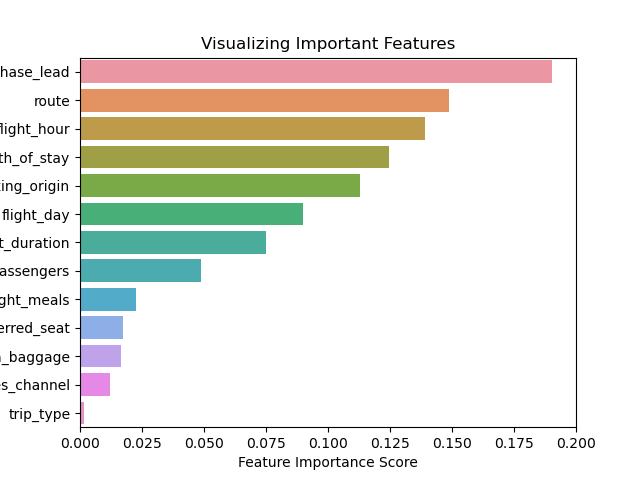 Visualizing Important Features
hase_lead
route
flight_hour
th_of_stay
king_origin
flight_day
t_duration
assengers
ght_meals
erred_seat
_baggage
s_channel
trip_type
0.000 0.025 0.050 0.075 0.100 0.125 0.150 0.175 0.200
Feature Importance Score